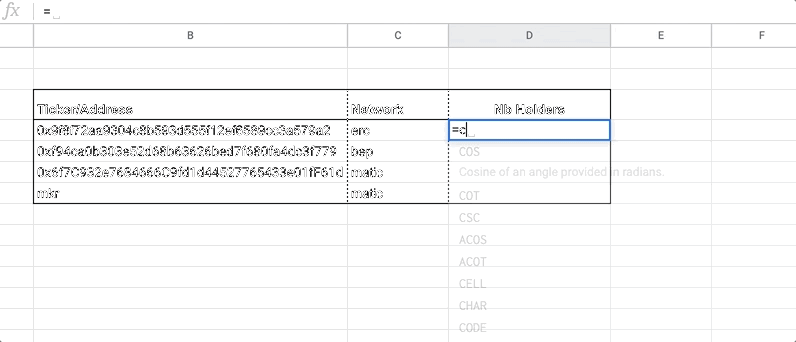 fx =
B C D E F
Ticker/Address Network Nb Holders
0x9f8f72aa9304c8b593d555f12ef6589cc3a579a2 erc =c
bep COS
Cosine of an angle provided in radians.
0x6f7C932e7684666C9fd1d44527765433e01fF61d matic
mkr matic COT
CSC
ACOS
ACOT
CELL
CHAR
CODE